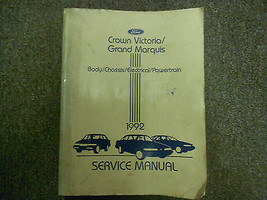 Ford
Crown Victoria/
Grand Marquis
Body/Chassis/Electrical/Powertrain
1992
SERVICE MANUAL